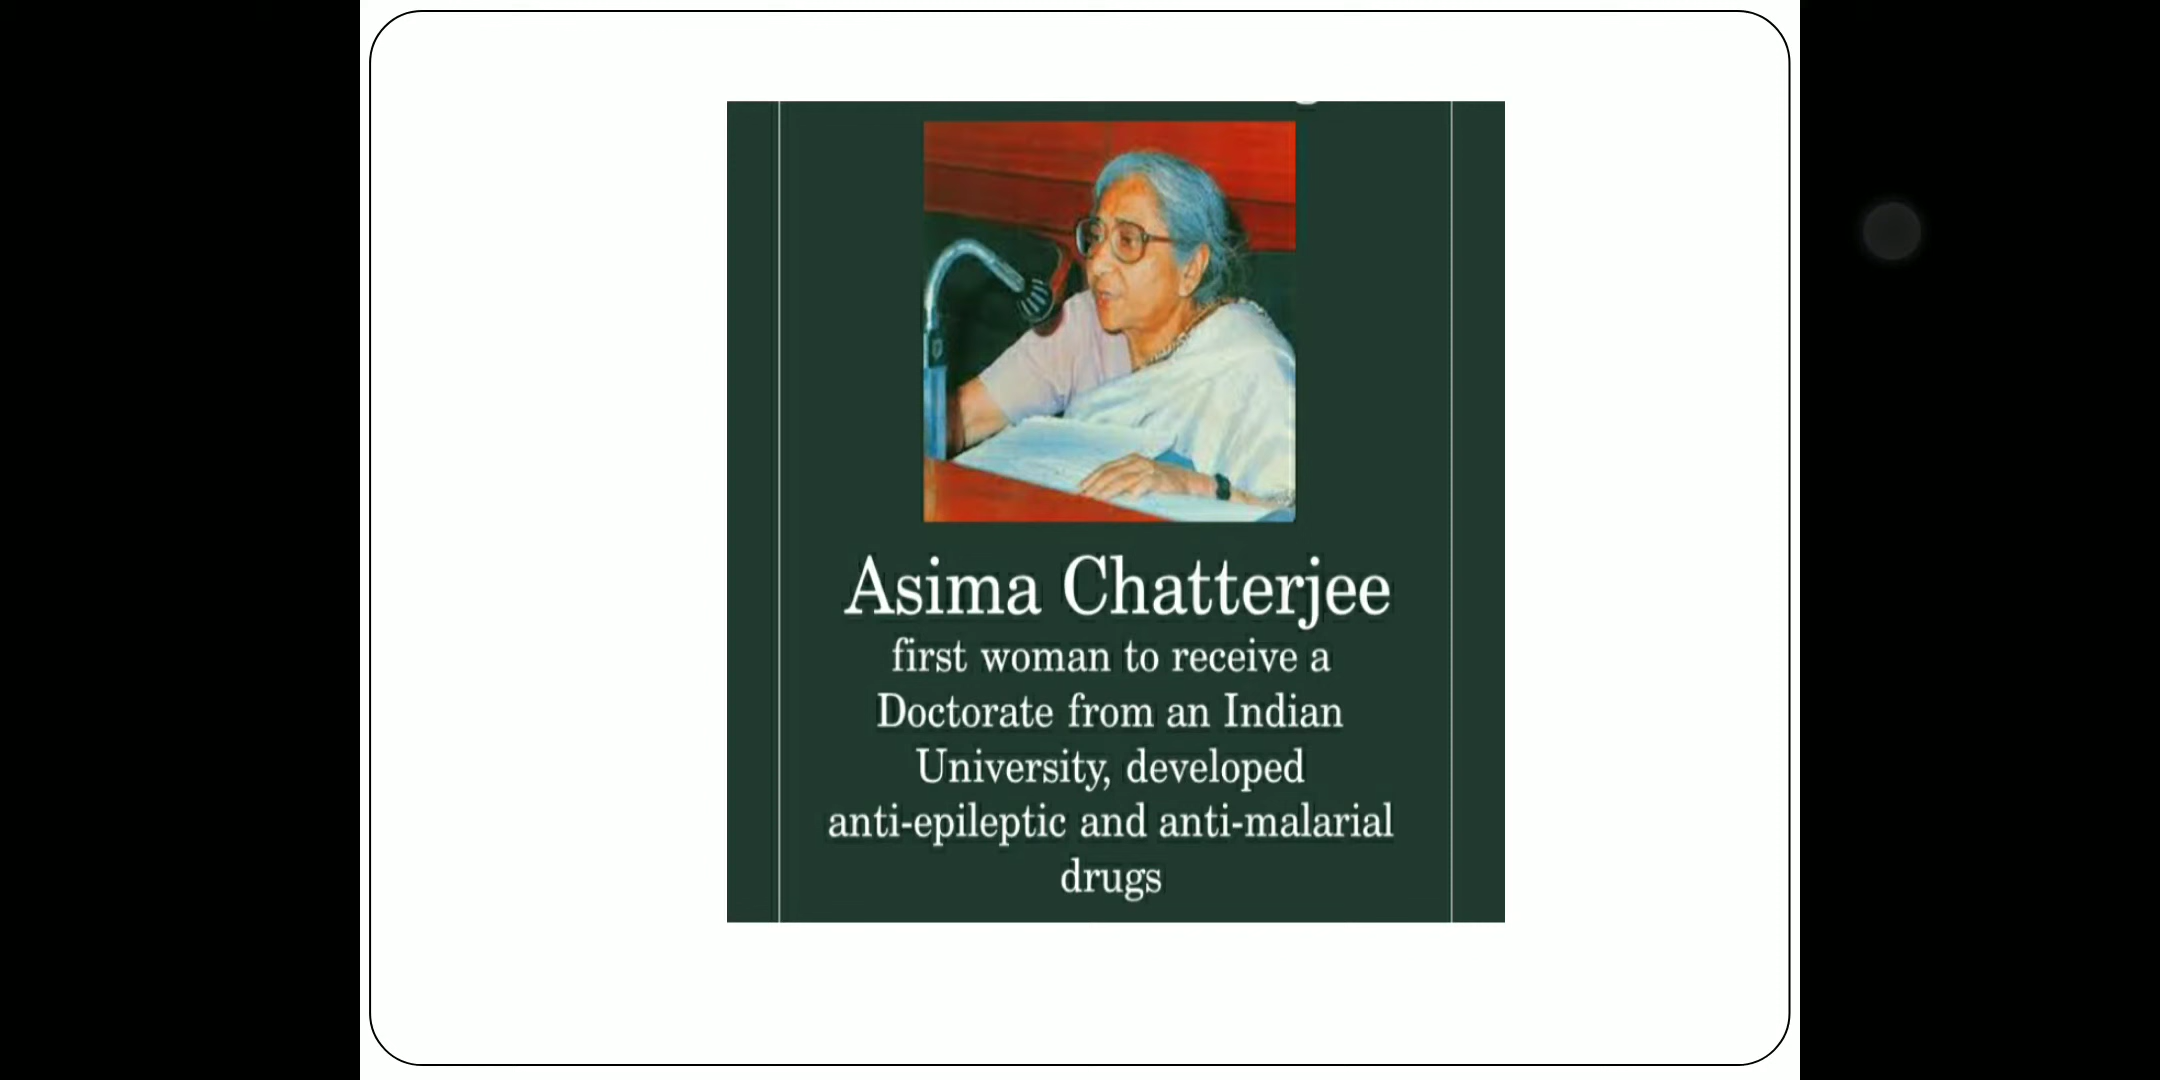 Asima Chatterjee
first woman to receive a
Doctorate from an Indian
University, developed
anti-epileptic and anti-malarial
drugs